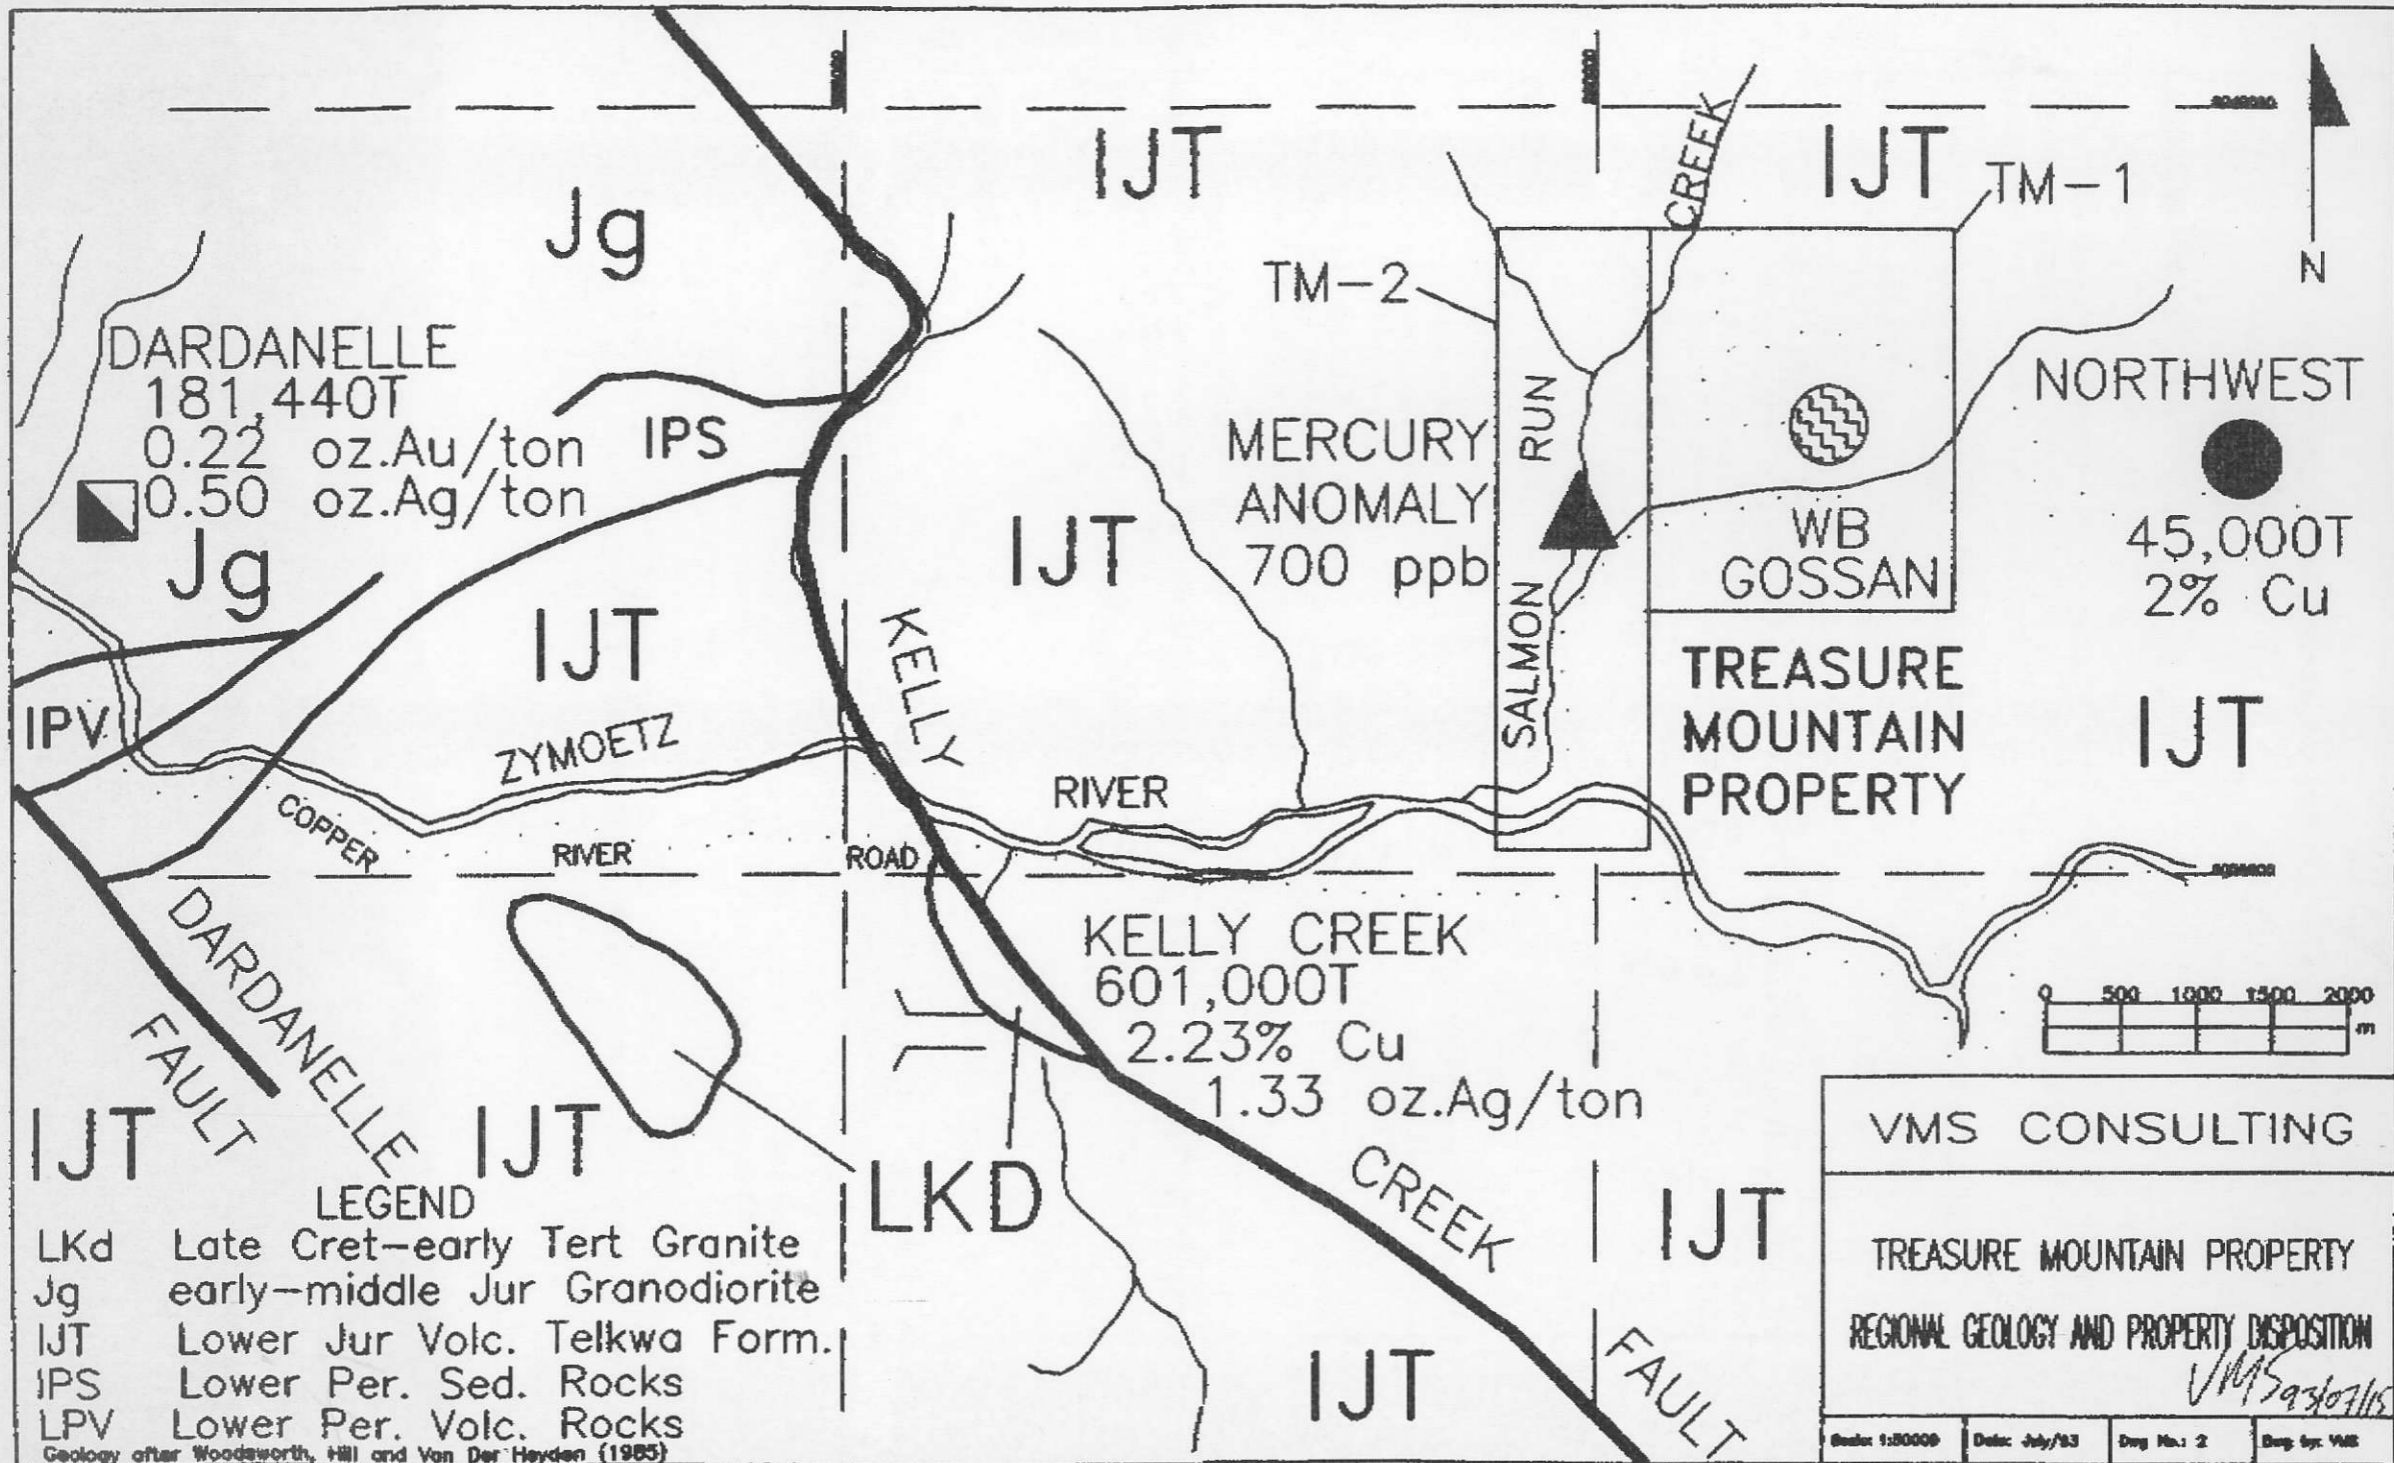 IJT
CREEK
IJT
TM-1
Jg
TM-2
N
DARDANELLE
181,440T
0.22 oz.Au/ton
0.50 oz.Ag/ton
IPS
Jg
IJT
MERCURY
ANOMALY
700 ppb
RUN
SALMON
WB
GOSSAN
NORTHWEST
45,000T
2% Cu
IJT
IPV
ZYMOETZ
KELLY
RIVER
TREASURE
MOUNTAIN
PROPERTY
IJT
COPPER
RIVER
ROAD
DARDANELLE
FAULT
KELLY CREEK
601,000T
2.23% Cu
1.33 oz.Ag/ton
0 500 1000 1500 2000
m
IJT
IJT
LKD
CREEK
IJT
IJT
FAULT
LEGEND
LKd Late Cret-early Tert Granite
Jg early-middle Jur Granodiorite
IJT Lower Jur Volc. Telkwa Form.
IPS Lower Per. Sed. Rocks
LPV Lower Per. Volc. Rocks
Geology after Woodsworth, Hill and Van Der Heyden (1985)
VMS CONSULTING
TREASURE MOUNTAIN PROPERTY
REGIONAL GEOLOGY AND PROPERTY DISPOSITION
VMS 93/07/15
Scale: 1:50000
Date: July/93
Dwg No.: 2
Dwg by: VMS